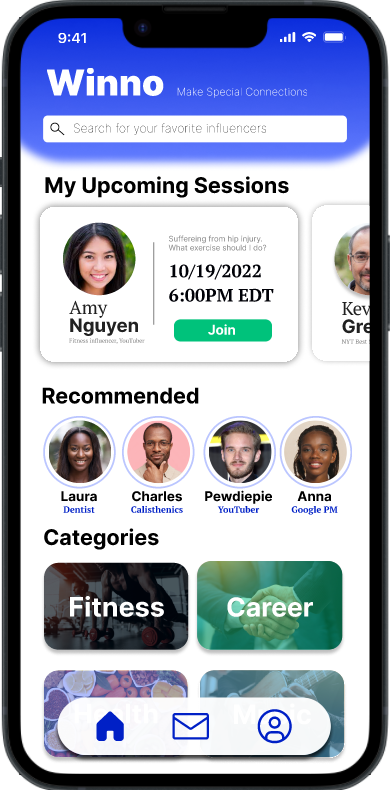 9:41
Winno Make Special Connections
Search for your favorite influencers
My Upcoming Sessions
Suffereing from hip injury.
What exercise should I do?
10/19/2022
6:00PM EDT
Join
Amy
Nguyen
Fitness influencer, YouTuber
Kev
Gre
NYT Best
Recommended
Laura Charles Pewdiepie Anna
Dentist Calisthenics YouTuber Google PM
Categories
Fitness Career
Health Music